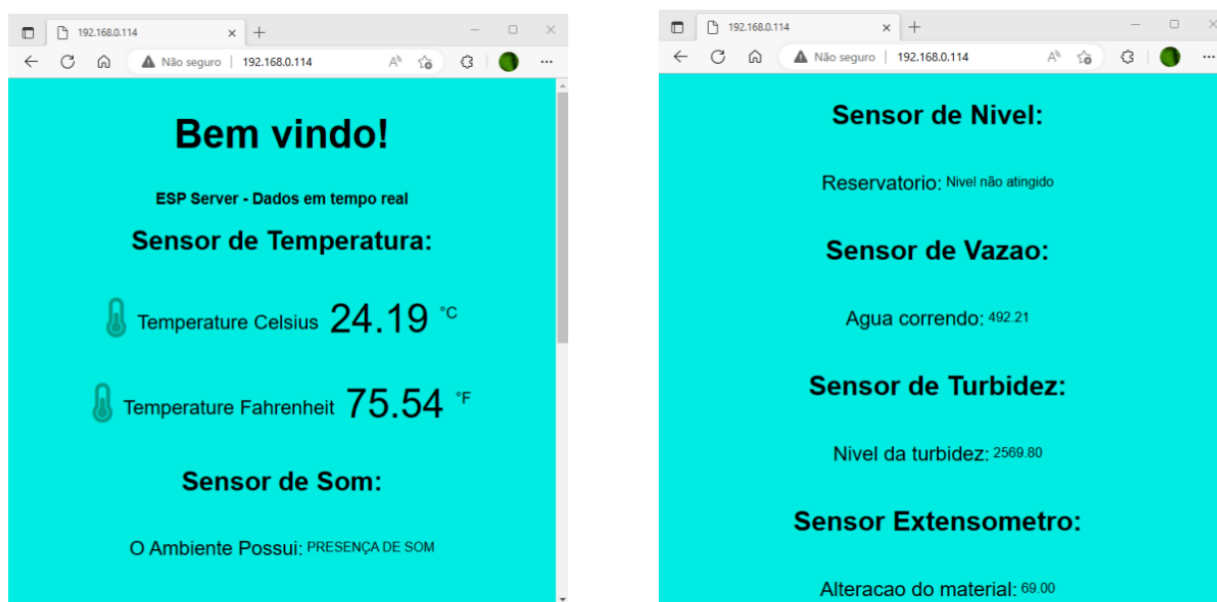 192.168.0.114
Não seguro | 192.168.0.114
Bem vindo!
ESP Server - Dados em tempo real
Sensor de Temperatura:
Temperature Celsius 24.19 °C
Temperature Fahrenheit 75.54 °F
Sensor de Som:
O Ambiente Possui: PRESENÇA DE SOM
192.168.0.114
Não seguro | 192.168.0.114
Sensor de Nivel:
Reservatorio: Nivel não atingido
Sensor de Vazao:
Agua correndo: 492.21
Sensor de Turbidez:
Nivel da turbidez: 2569.80
Sensor Extensometro:
Alteracao do material: 69.00